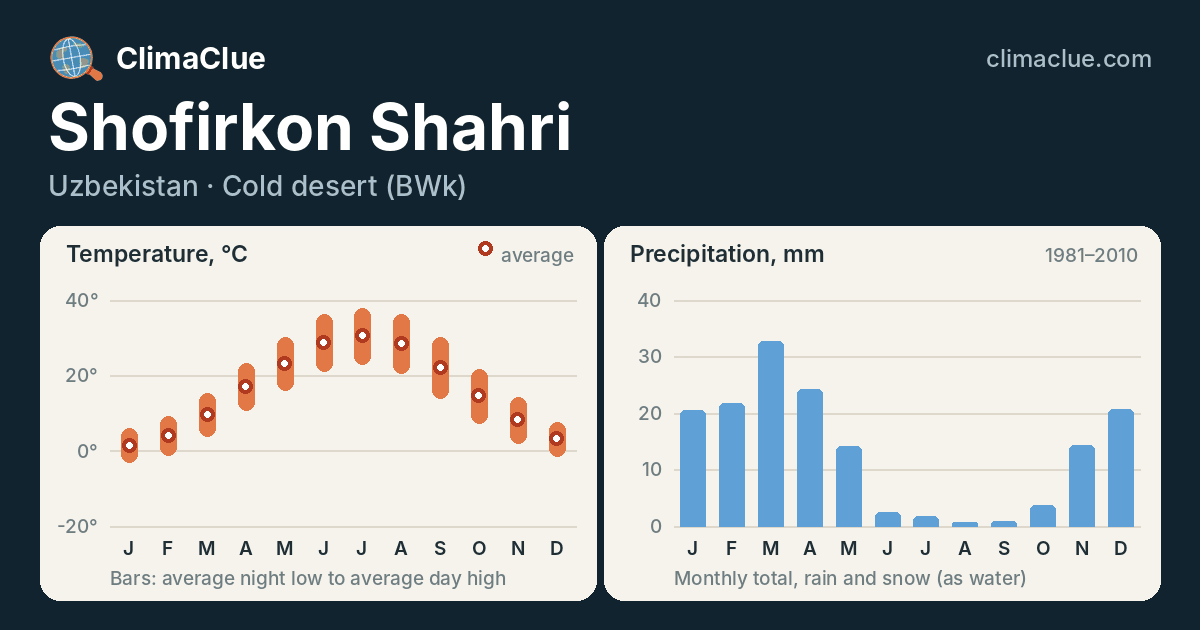 ClimaClue
climaclue.com
Shofirkon Shahri
Uzbekistan · Cold desert (BWk)
Temperature, °C
average
40°
20°
0°
-20°
J F M A M J J A S O N D
Bars: average night low to average day high
Precipitation, mm
1981–2010
40
30
20
10
0
J F M A M J J A S O N D
Monthly total, rain and snow (as water)